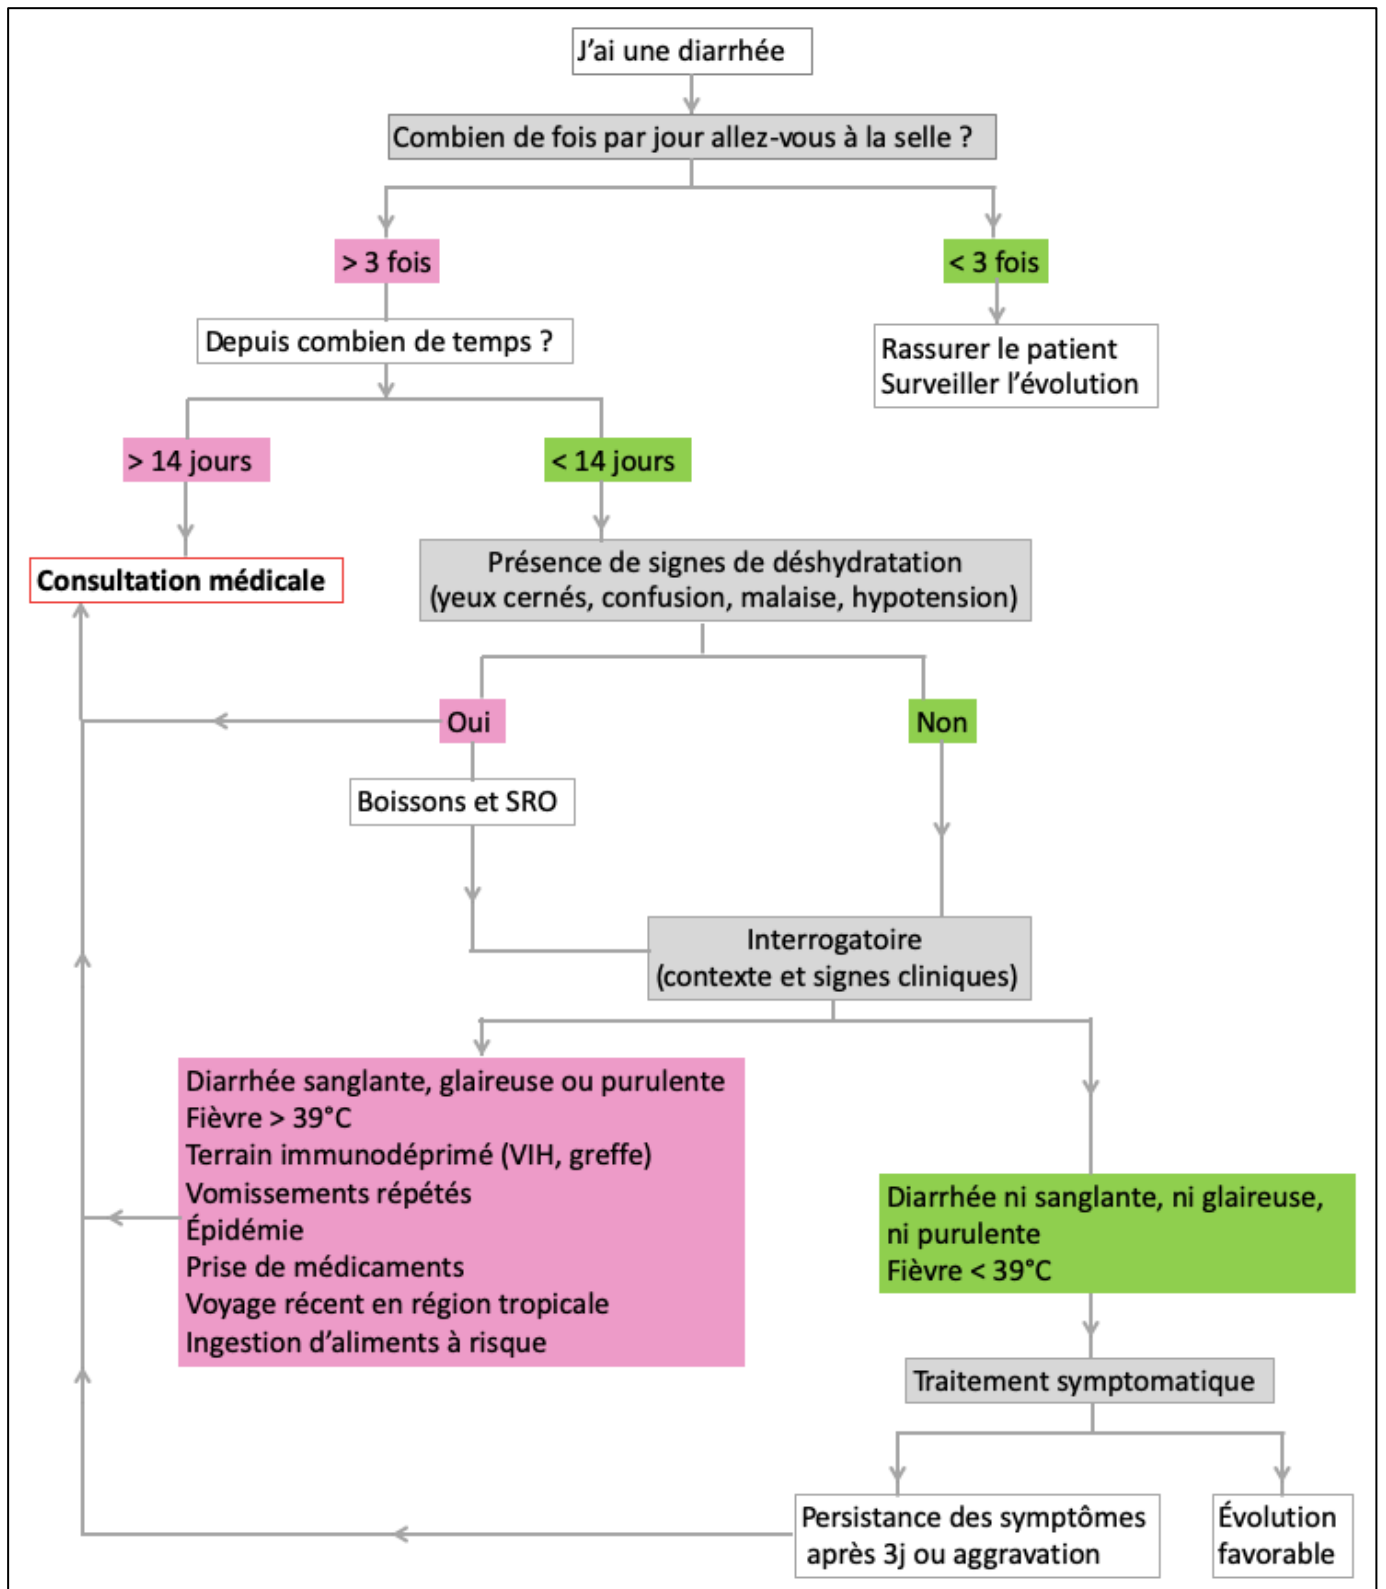 J’ai une diarrhée
Combien de fois par jour allez-vous à la selle ?
> 3 fois
< 3 fois
Depuis combien de temps ?
Rassurer le patient
Surveiller l’évolution
> 14 jours
< 14 jours
Consultation médicale
Présence de signes de déshydratation
(yeux cernés, confusion, malaise, hypotension)
Oui
Non
Boissons et SRO
Interrogatoire
(contexte et signes cliniques)
Diarrhée sanglante, glaireuse ou purulente
Fièvre > 39°C
Terrain immunodéprimé (VIH, greffe)
Vomissements répétés
Épidémie
Prise de médicaments
Voyage récent en région tropicale
Ingestion d’aliments à risque
Diarrhée ni sanglante, ni glaireuse,
ni purulente
Fièvre < 39°C
Traitement symptomatique
Persistance des symptômes
après 3j ou aggravation
Évolution
favorable